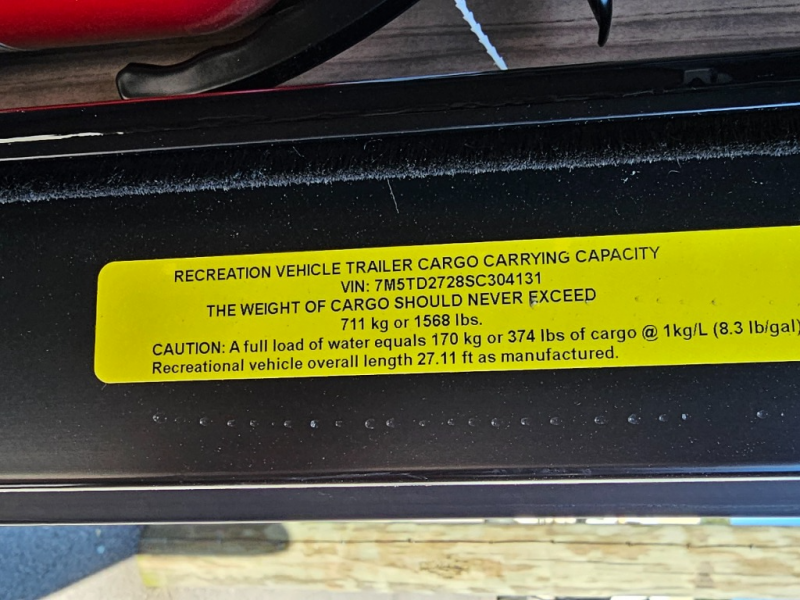 RECREATION VEHICLE TRAILER CARGO CARRYING CAPACITY
VIN: 7M5TD2728SC304131
THE WEIGHT OF CARGO SHOULD NEVER EXCEED
711 kg or 1568 lbs.
CAUTION: A full load of water equals 170 kg or 374 lbs of cargo @ 1kg/L (8.3 lb/gal)
Recreational vehicle overall length 27.11 ft as manufactured.